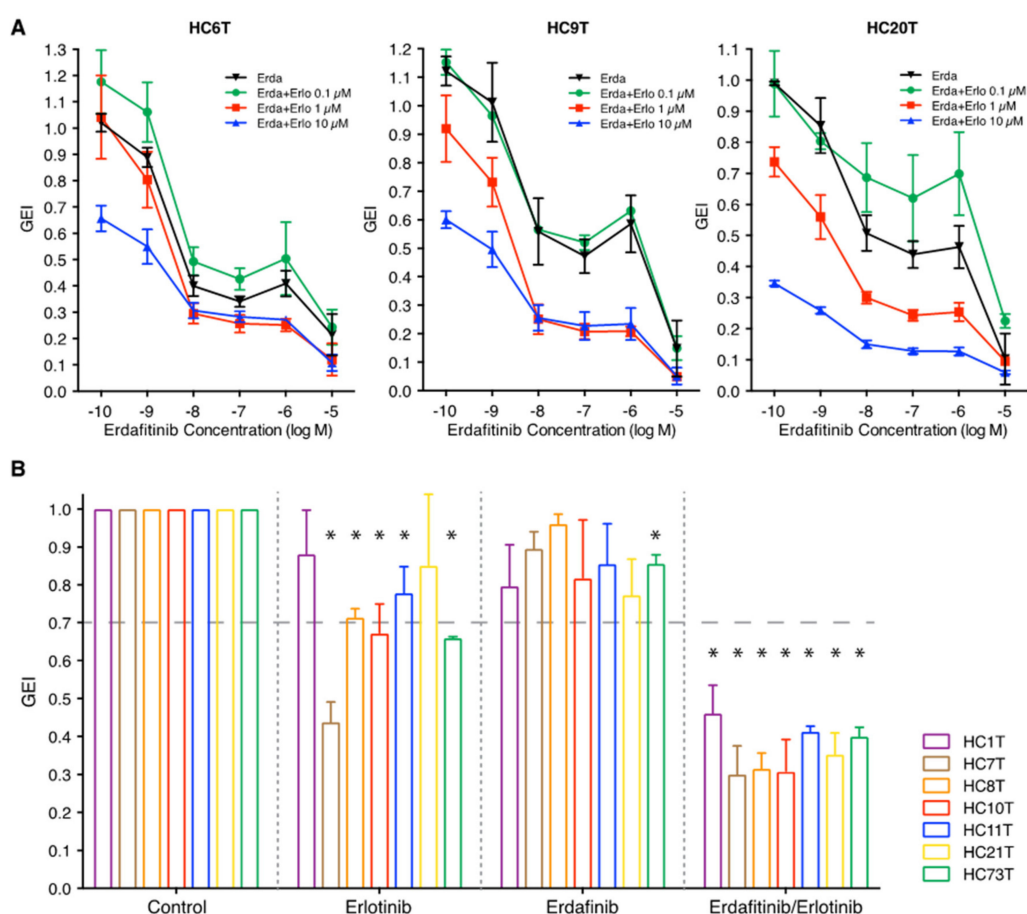 A
HC6T
HC9T
HC20T
GEI
1.3
1.2
1.1
1.0
0.9
0.8
0.7
0.6
0.5
0.4
0.3
0.2
0.1
0.0
Erda
Erda+Erlo 0.1 µM
Erda+Erlo 1 µM
Erda+Erlo 10 µM
-10 -9 -8 -7 -6 -5
Erdafitinib Concentration (log M)
GEI
1.2
1.1
1.0
0.9
0.8
0.7
0.6
0.5
0.4
0.3
0.2
0.1
0.0
Erda
Erda+Erlo 0.1 µM
Erda+Erlo 1 µM
Erda+Erlo 10 µM
-10 -9 -8 -7 -6 -5
Erdafitinib Concentration (log M)
GEI
1.1
1.0
0.9
0.8
0.7
0.6
0.5
0.4
0.3
0.2
0.1
0.0
Erda
Erda+Erlo 0.1 µM
Erda+Erlo 1 µM
Erda+Erlo 10 µM
-10 -9 -8 -7 -6 -5
Erdafitinib Concentration (log M)
B
GEI
1.0
0.9
0.8
0.7
0.6
0.5
0.4
0.3
0.2
0.1
0.0
* * * * *
*
* * * * * * *
Control Erlotinib Erdafinib Erdafitinib/Erlotinib
HC1T
HC7T
HC8T
HC10T
HC11T
HC21T
HC73T